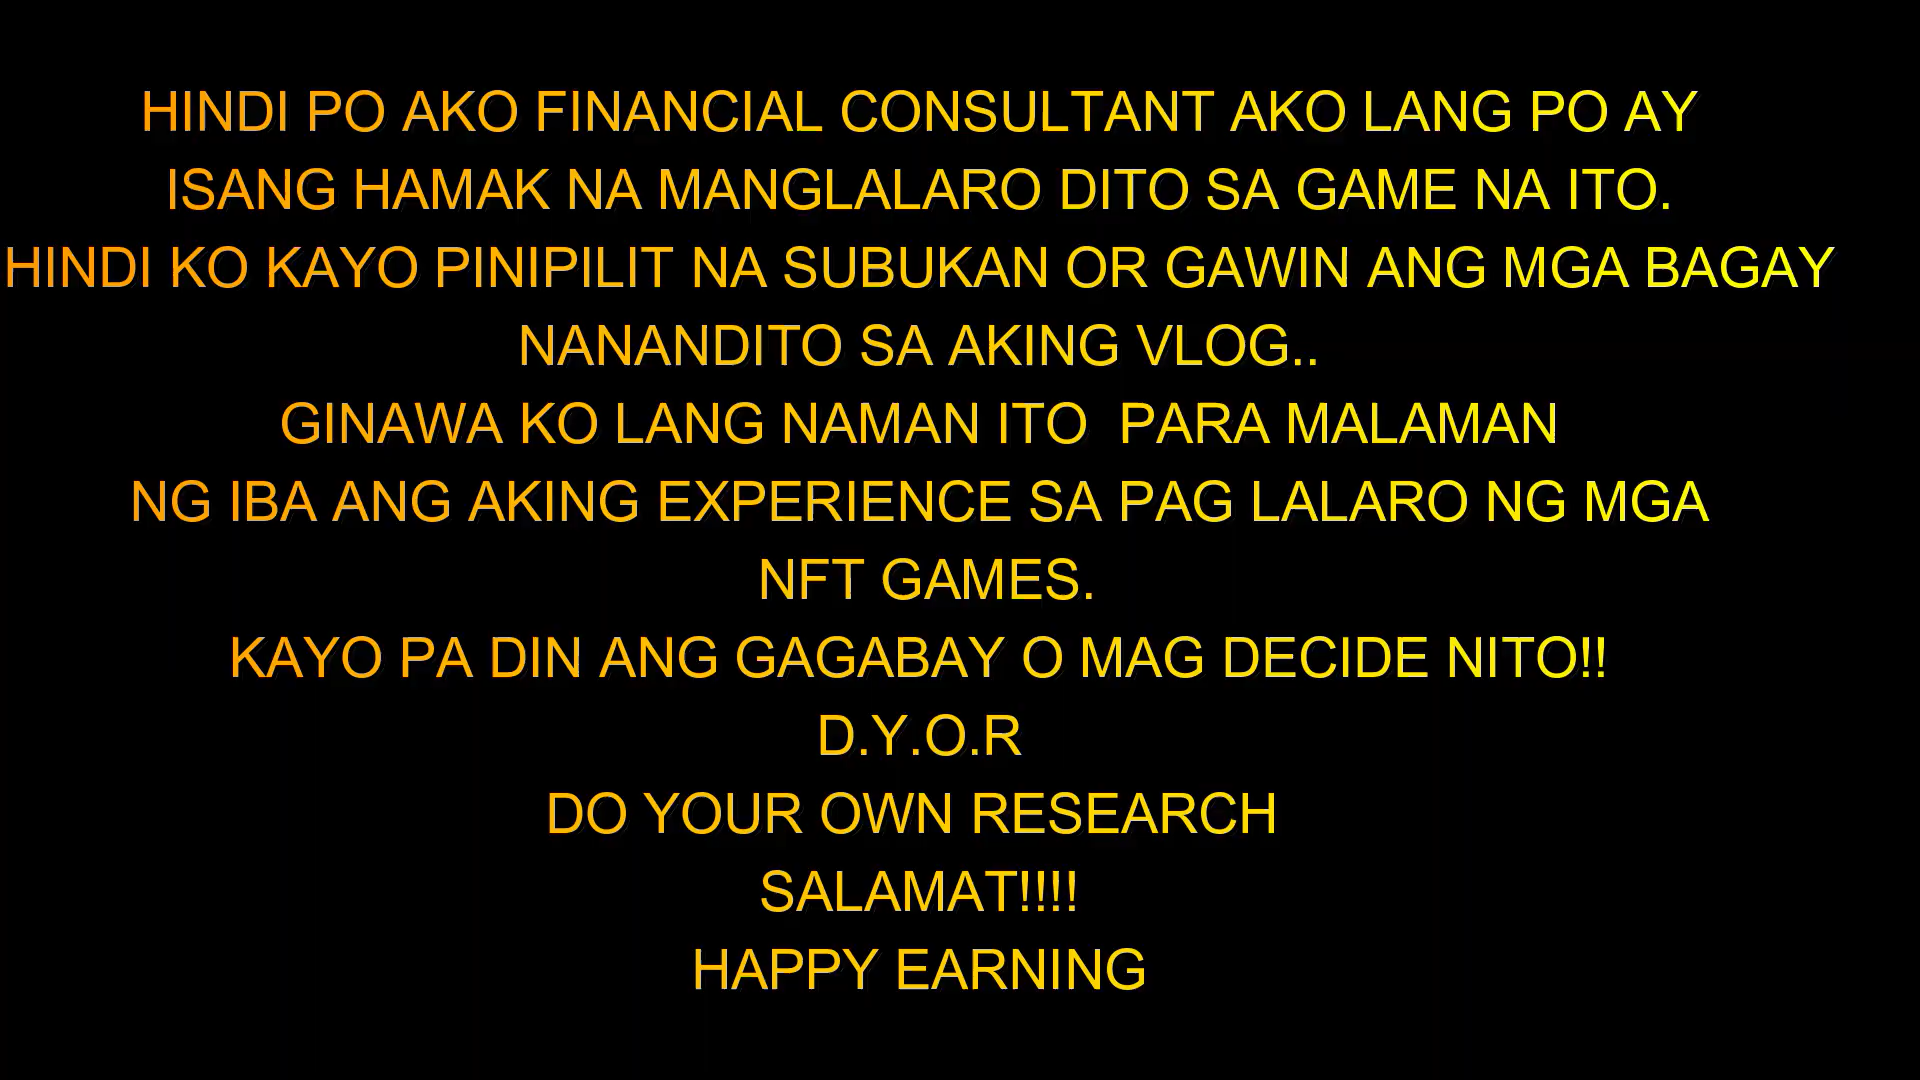 HINDI PO AKO FINANCIAL CONSULTANT AKO LANG PO AY
ISANG HAMAK NA MANGLALARO DITO SA GAME NA ITO.
HINDI KO KAYO PINIPILIT NA SUBUKAN OR GAWIN ANG MGA BAGAY
NANANDITO SA AKING VLOG..
GINAWA KO LANG NAMAN ITO  PARA MALAMAN
NG IBA ANG AKING EXPERIENCE SA PAG LALARO NG MGA
NFT GAMES.
KAYO PA DIN ANG GAGABAY O MAG DECIDE NITO!!
D.Y.O.R
DO YOUR OWN RESEARCH
SALAMAT!!!!
HAPPY EARNING